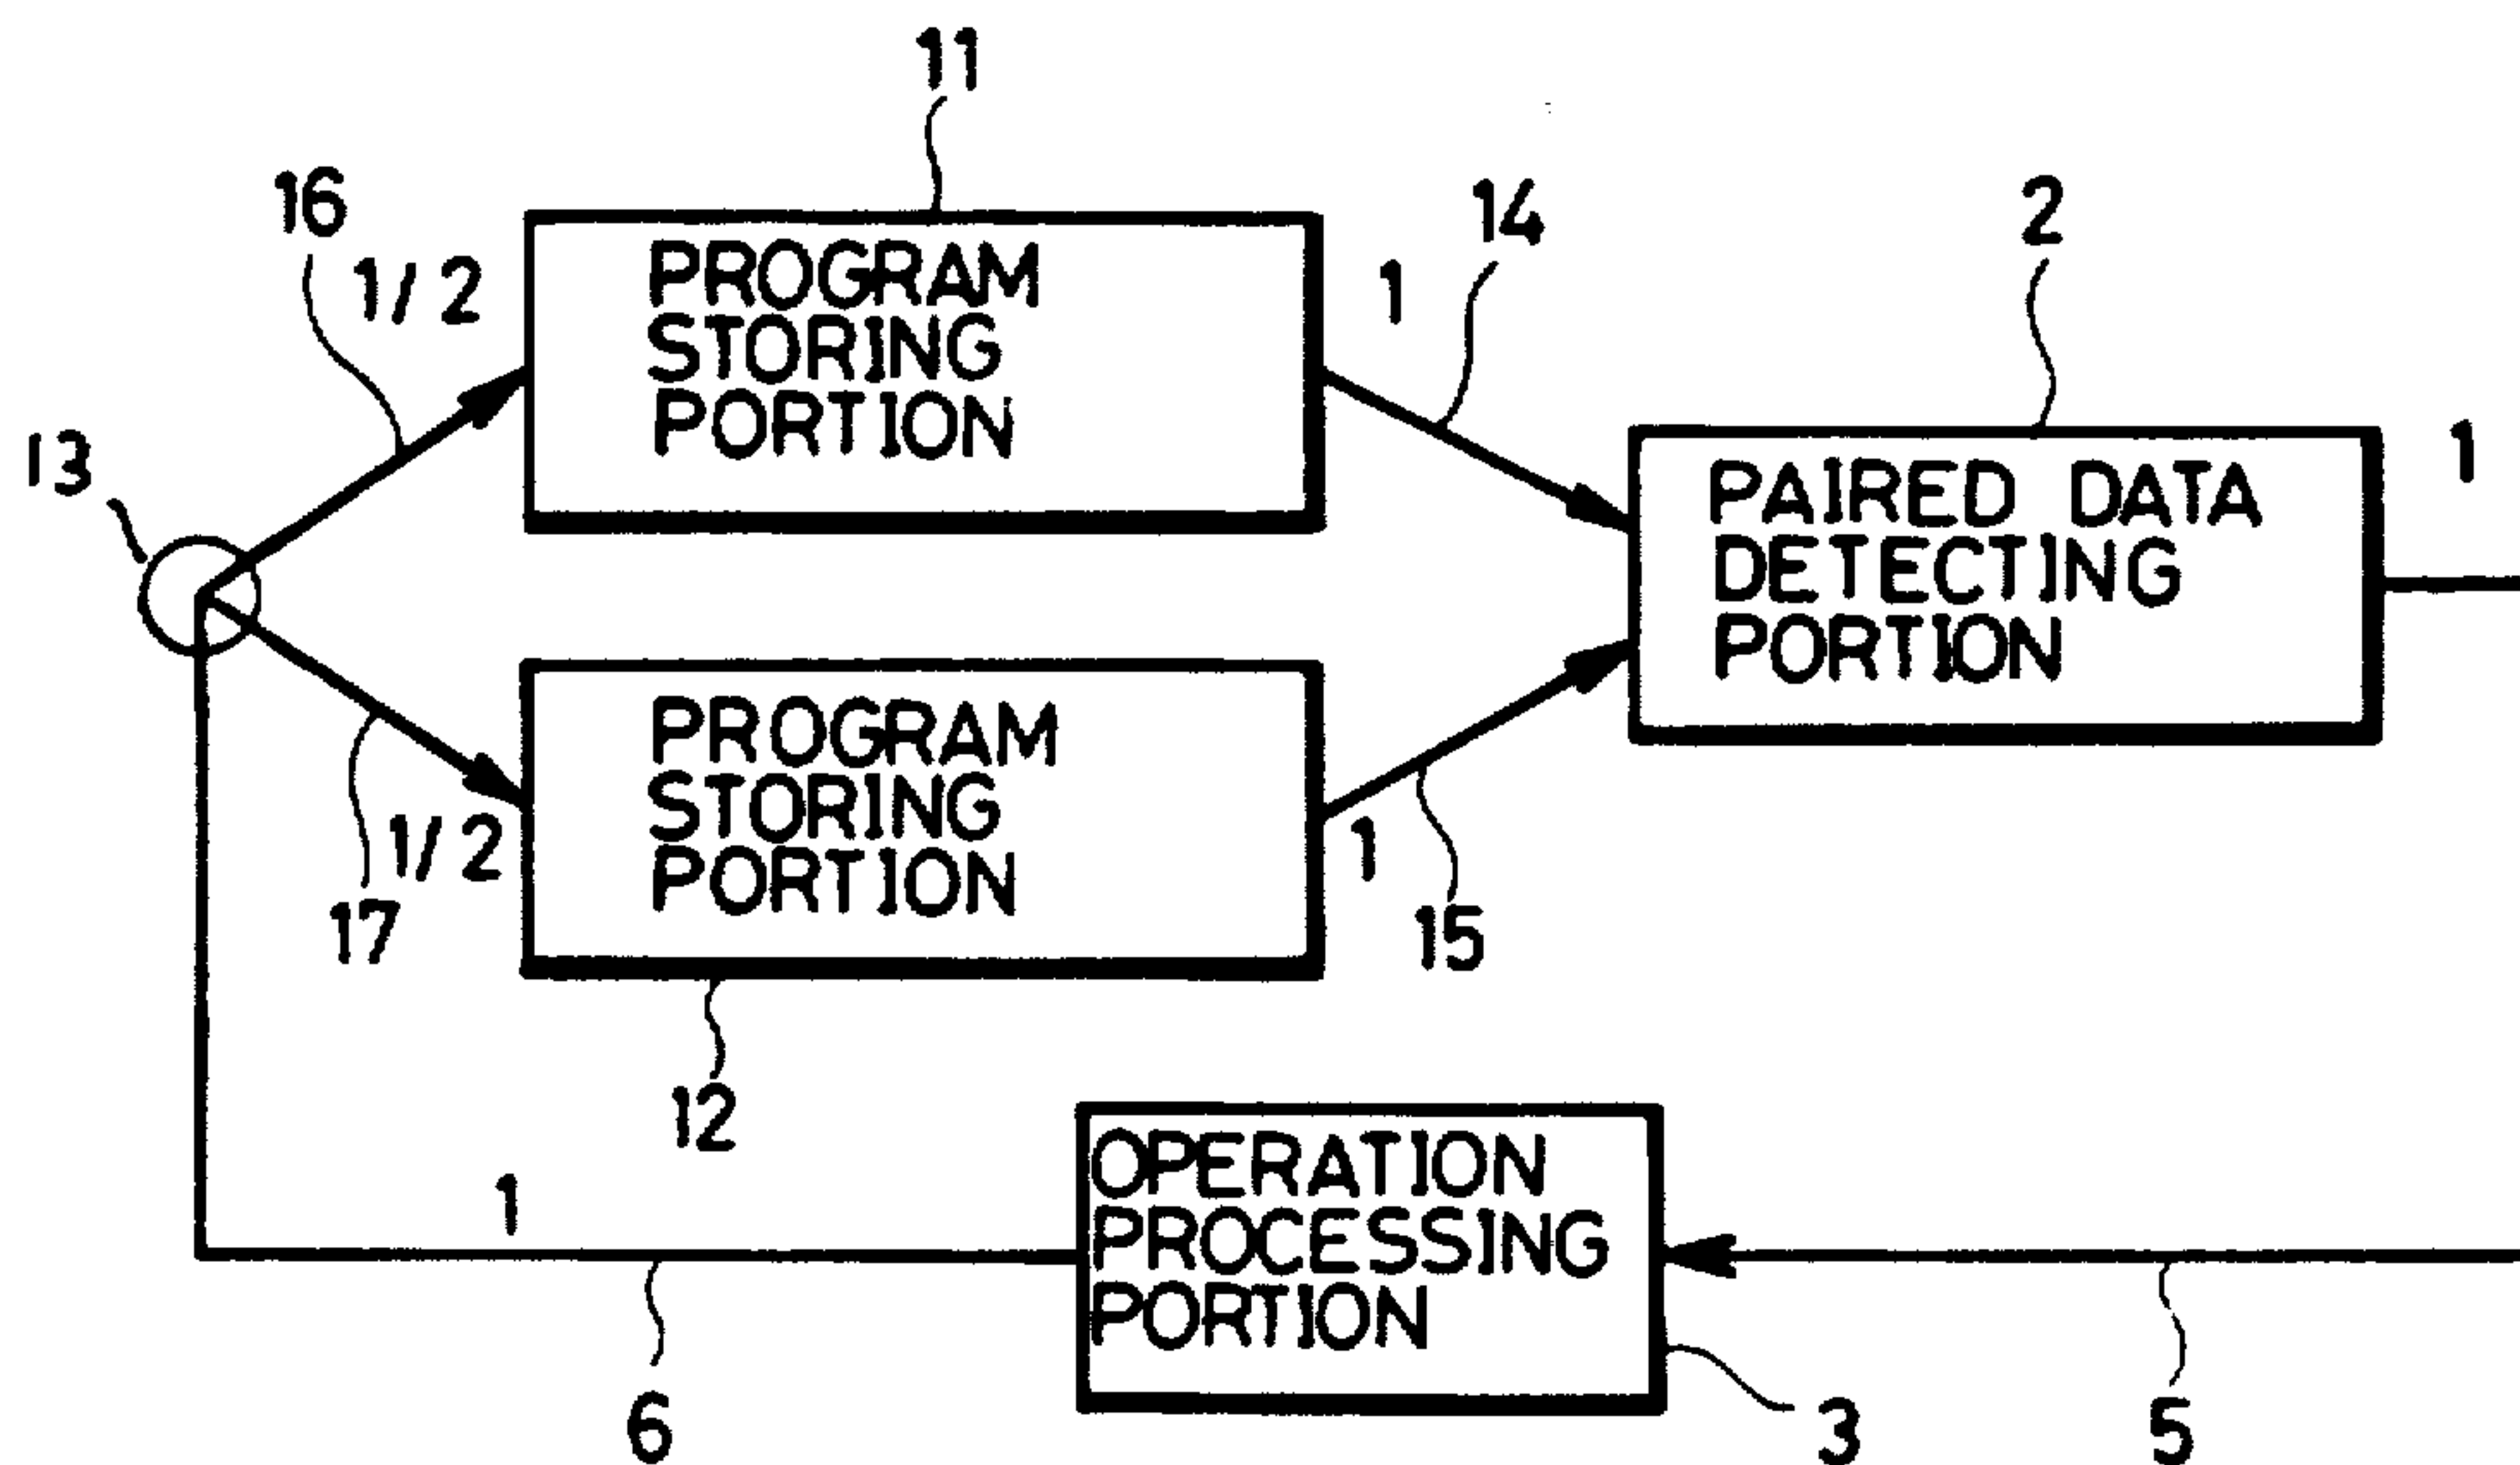 11
16
1/2
PROGRAM
STORING
PORTION
1
14
2
13
PAIRED DATA
DETECTING
PORTION
1
PROGRAM
STORING
PORTION
1/2
17
1
15
12
1
OPERATION
PROCESSING
PORTION
6
3
5